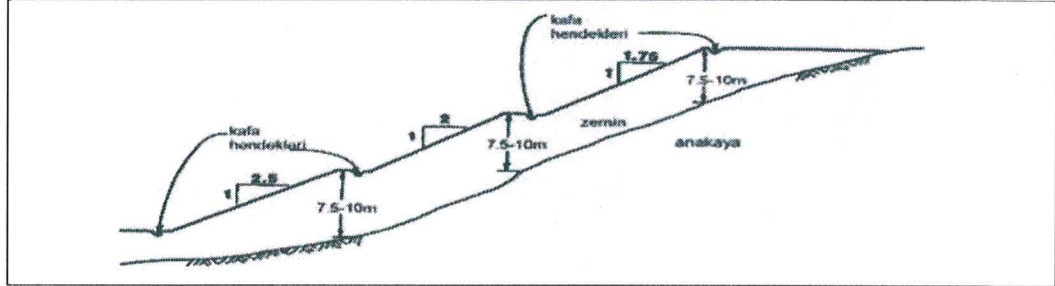 kafa
hendekleri
1.75
1
7.5-10m
2
1
zemin
kafa
hendekleri
7.5-10m
anakaya
2.5
1
7.5-10m